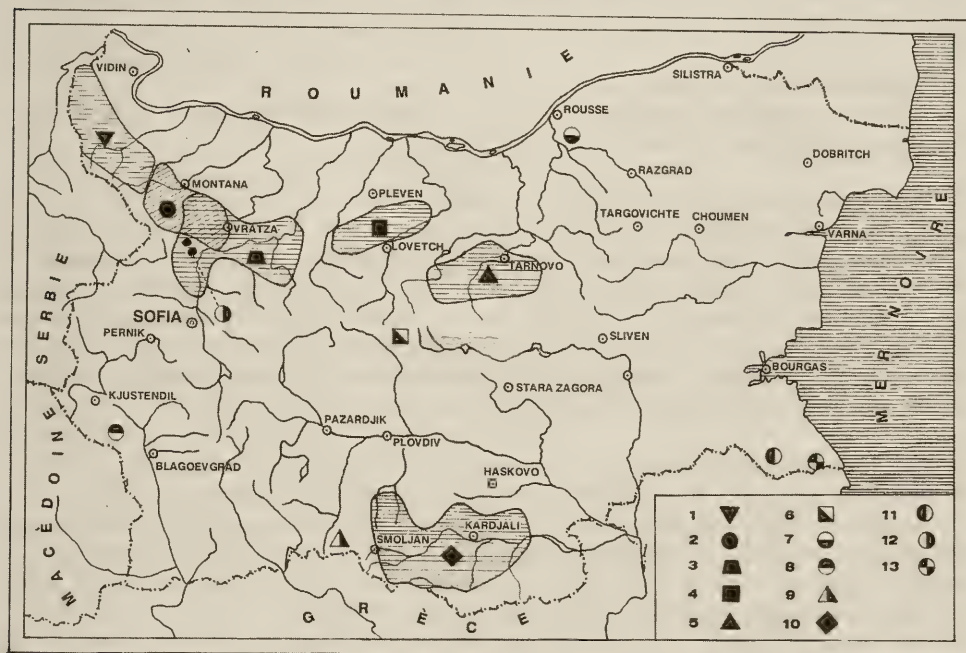 ROUMANIE
VIDIN
SILISTRA
ROUSSE
DOBRITCH
RAZGRAD
MONTANA
PLEVEN
TARGOVICHTE
CHOUMEN
VRATZA
VARNA
LOVETCH
TARNOVO
SERBIE
SOFIA
PERNIK
SLIVEN
BOURGAS
MER NOIRE
STARA ZAGORA
KJUSTENDIL
PAZARDJIK
PLOVDIV
BLAGOEVGRAD
HASKOVO
MACÈDOINE
KARDJALI
SMOLJAN
GRÈCE
1 6 11
2 7 12
3 8 13
4 9
5 10